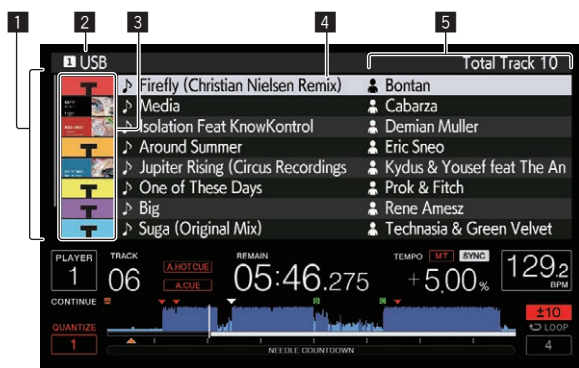 1 2 3 4 5
1 USB Total Track 10
Firefly (Christian Nielsen Remix) Bontan
Media Cabarza
Isolation Feat KnowKontrol Demian Muller
Around Summer Eric Sneo
Jupiter Rising (Circus Recordings Kydus & Yousef feat The An
One of These Days Prok & Fitch
Big Rene Amesz
Suga (Original Mix) Technasia & Green Velvet
PLAYER 1 TRACK 06 A.HOT CUE A.CUE REMAIN 05:46.275 TEMPO MT SYNC +5.00% 129.2 BPM
CONTINUE A B C ±10
QUANTIZE 1 LOOP 4
NEEDLE COUNTDOWN